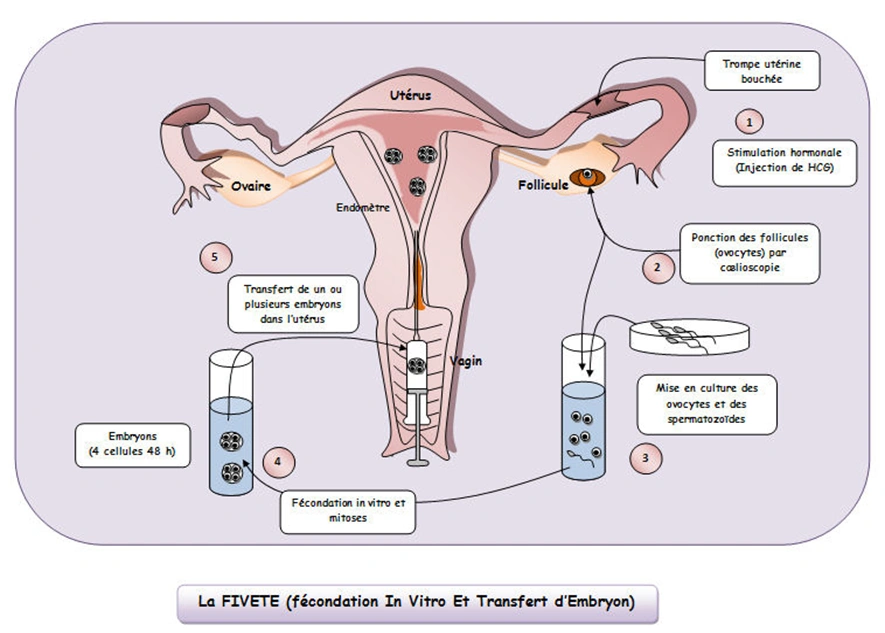 Trompe utérine
bouchée
Utérus
1
Stimulation hormonale
(Injection de HCG)
Ovaire
Follicule
Endomètre
Ponction des follicules
(ovocytes) par
cœlioscopie
2
5
Transfert de un ou
plusieurs embryons
dans l'utérus
Vagin
Mise en culture des
ovocytes et des
spermatozoïdes
3
Embryons
(4 cellules 48 h)
4
Fécondation in vitro et
mitoses
La FIVETE (fécondation In Vitro Et Transfert d'Embryon)